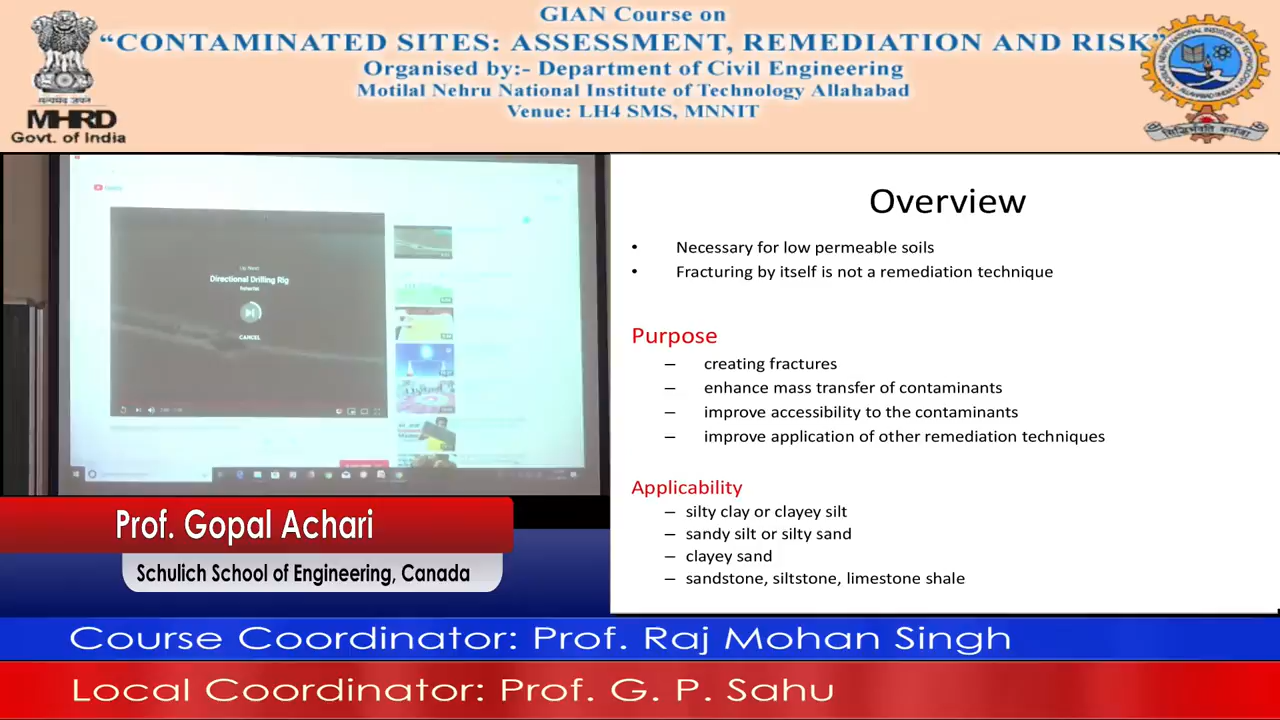 GIAN Course on
“CONTAMINATED SITES: ASSESSMENT, REMEDIATION AND RISK”
Organised by:- Department of Civil Engineering
Motilal Nehru National Institute of Technology Allahabad
Venue: LH4 SMS, MNNIT
सत्यमेव जयते
MHRD
Govt. of India
Directional Drilling Rig
CANCEL
Overview
• Necessary for low permeable soils
• Fracturing by itself is not a remediation technique
Purpose
– creating fractures
– enhance mass transfer of contaminants
– improve accessibility to the contaminants
– improve application of other remediation techniques
Applicability
– silty clay or clayey silt
– sandy silt or silty sand
– clayey sand
– sandstone, siltstone, limestone shale
Prof. Gopal Achari
Schulich School of Engineering, Canada
Course Coordinator: Prof. Raj Mohan Singh
Local Coordinator: Prof. G. P. Sahu